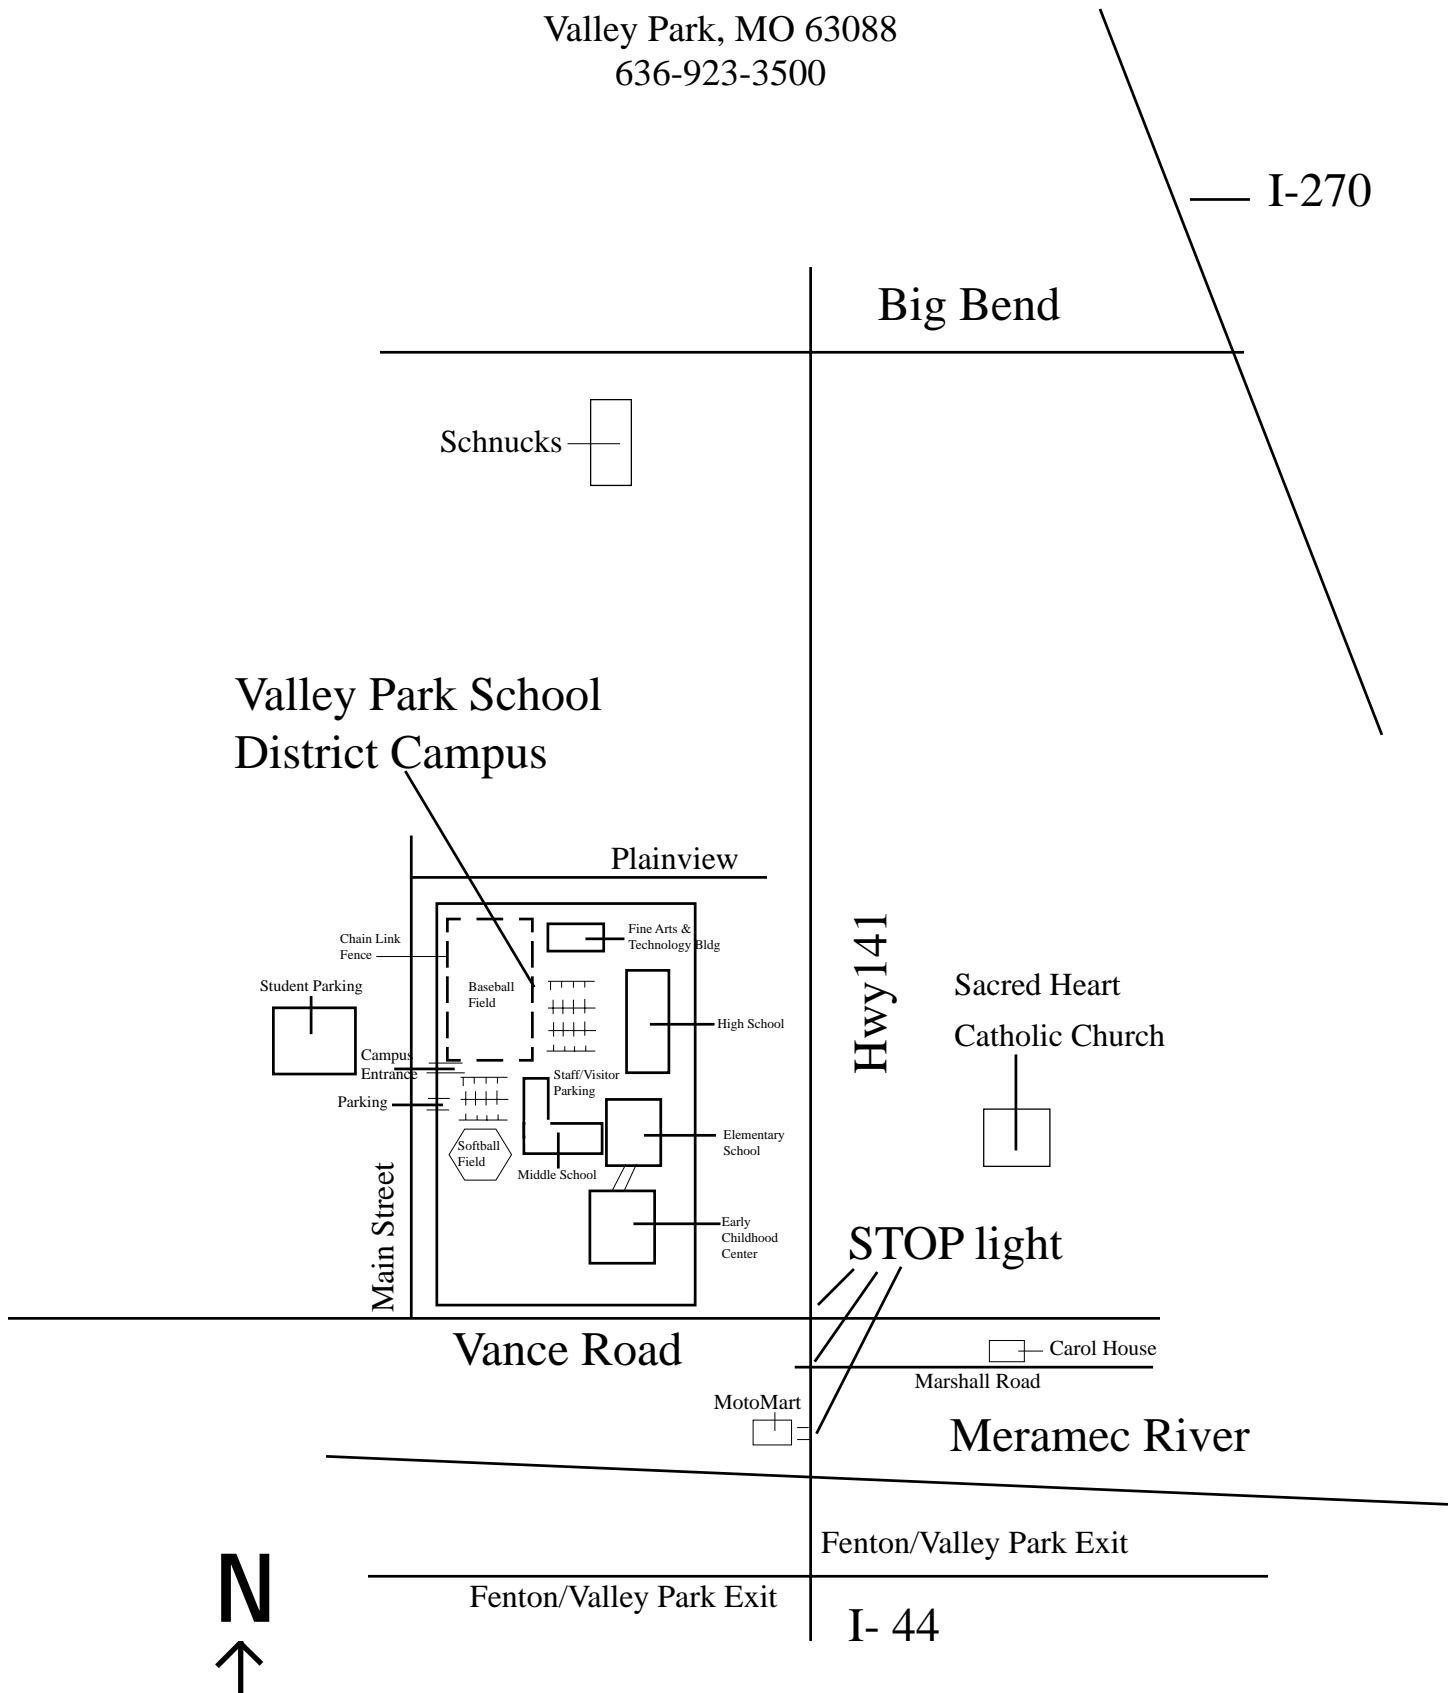 Valley Park, MO 63088
636-923-3500
I-270
Big Bend
Schnucks
Valley Park School
District Campus
Plainview
Chain Link
Fence
Fine Arts &
Technology Bldg
Student Parking
Baseball
Field
High School
Hwy141
Sacred Heart
Catholic Church
Campus
Entrance
Staff/Visitor
Parking
Parking
Softball
Field
Elementary
School
Middle School
Main Street
Early
Childhood
Center
STOP light
Vance Road
Carol House
Marshall Road
MotoMart
Meramec River
Fenton/Valley Park Exit
Fenton/Valley Park Exit
I- 44
N